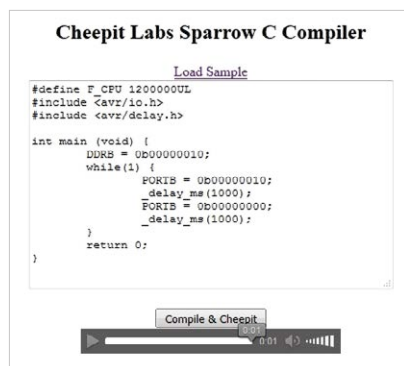 Cheepit Labs Sparrow C Compiler
Load Sample
#define F_CPU 1200000UL
#include <avr/io.h>
#include <avr/delay.h>
int main (void) {
DDRB = 0b00000010;
while(1) {
PORTB = 0b00000010;
_delay_ms(1000);
PORTB = 0b00000000;
_delay_ms(1000);
}
return 0;
}
Compile & Cheepit
0:01
0:01